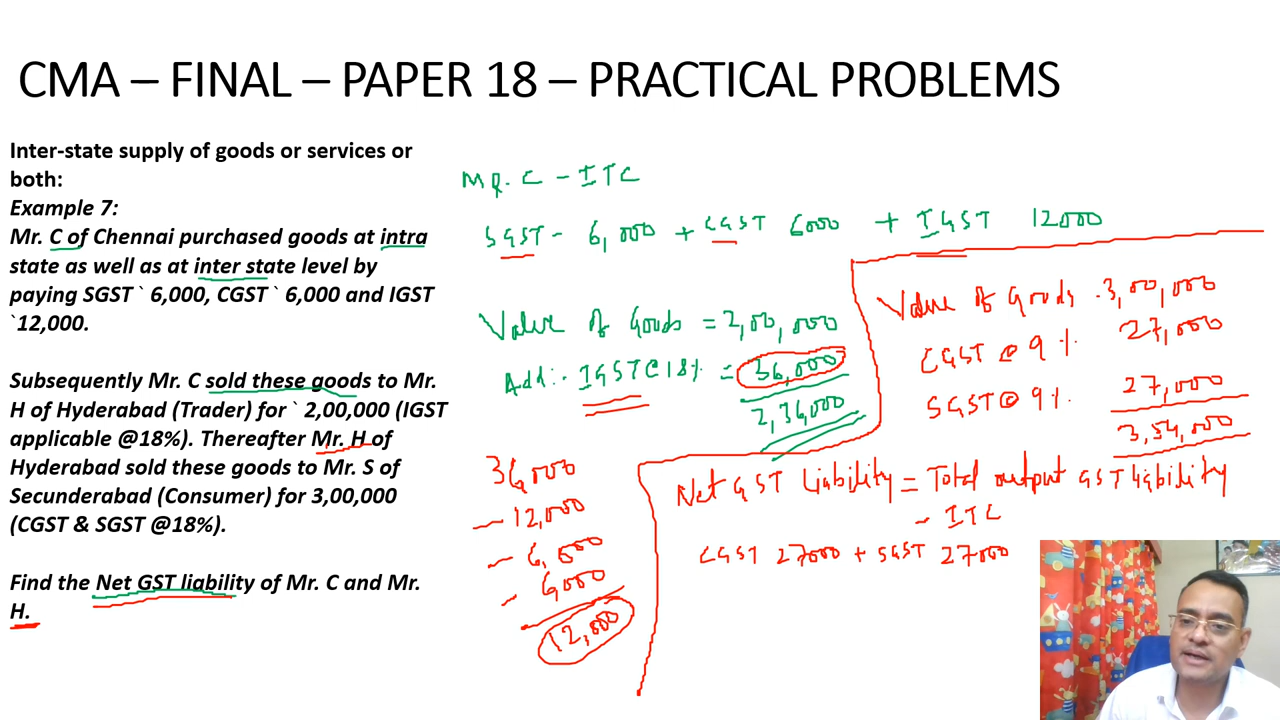 CMA – FINAL – PAPER 18 – PRACTICAL PROBLEMS
Inter-state supply of goods or services or
both:
Example 7:
Mr. C of Chennai purchased goods at intra
state as well as at inter state level by
paying SGST ` 6,000, CGST ` 6,000 and IGST
`12,000.
Subsequently Mr. C sold these goods to Mr.
H of Hyderabad (Trader) for ` 2,00,000 (IGST
applicable @18%). Thereafter Mr. H of
Hyderabad sold these goods to Mr. S of
Secunderabad (Consumer) for 3,00,000
(CGST & SGST @18%).
Find the Net GST liability of Mr. C and Mr.
H.
MR. C - ITC
SGST - 6,000 + CGST 6000 + IGST 12000
Value of Goods = 2,00,000
Add:- IGST@18% = 36,000
2,36,000
36,000
- 12,000
- 6,000
- 6000
12,000
Value of Goods . 3,00,000
CGST @ 9% 27,000
SGST @ 9%. 27,000
3,54,000
Net GST Liability = Total output GST liability
- ITC
CGST 27000 + SGST 27000